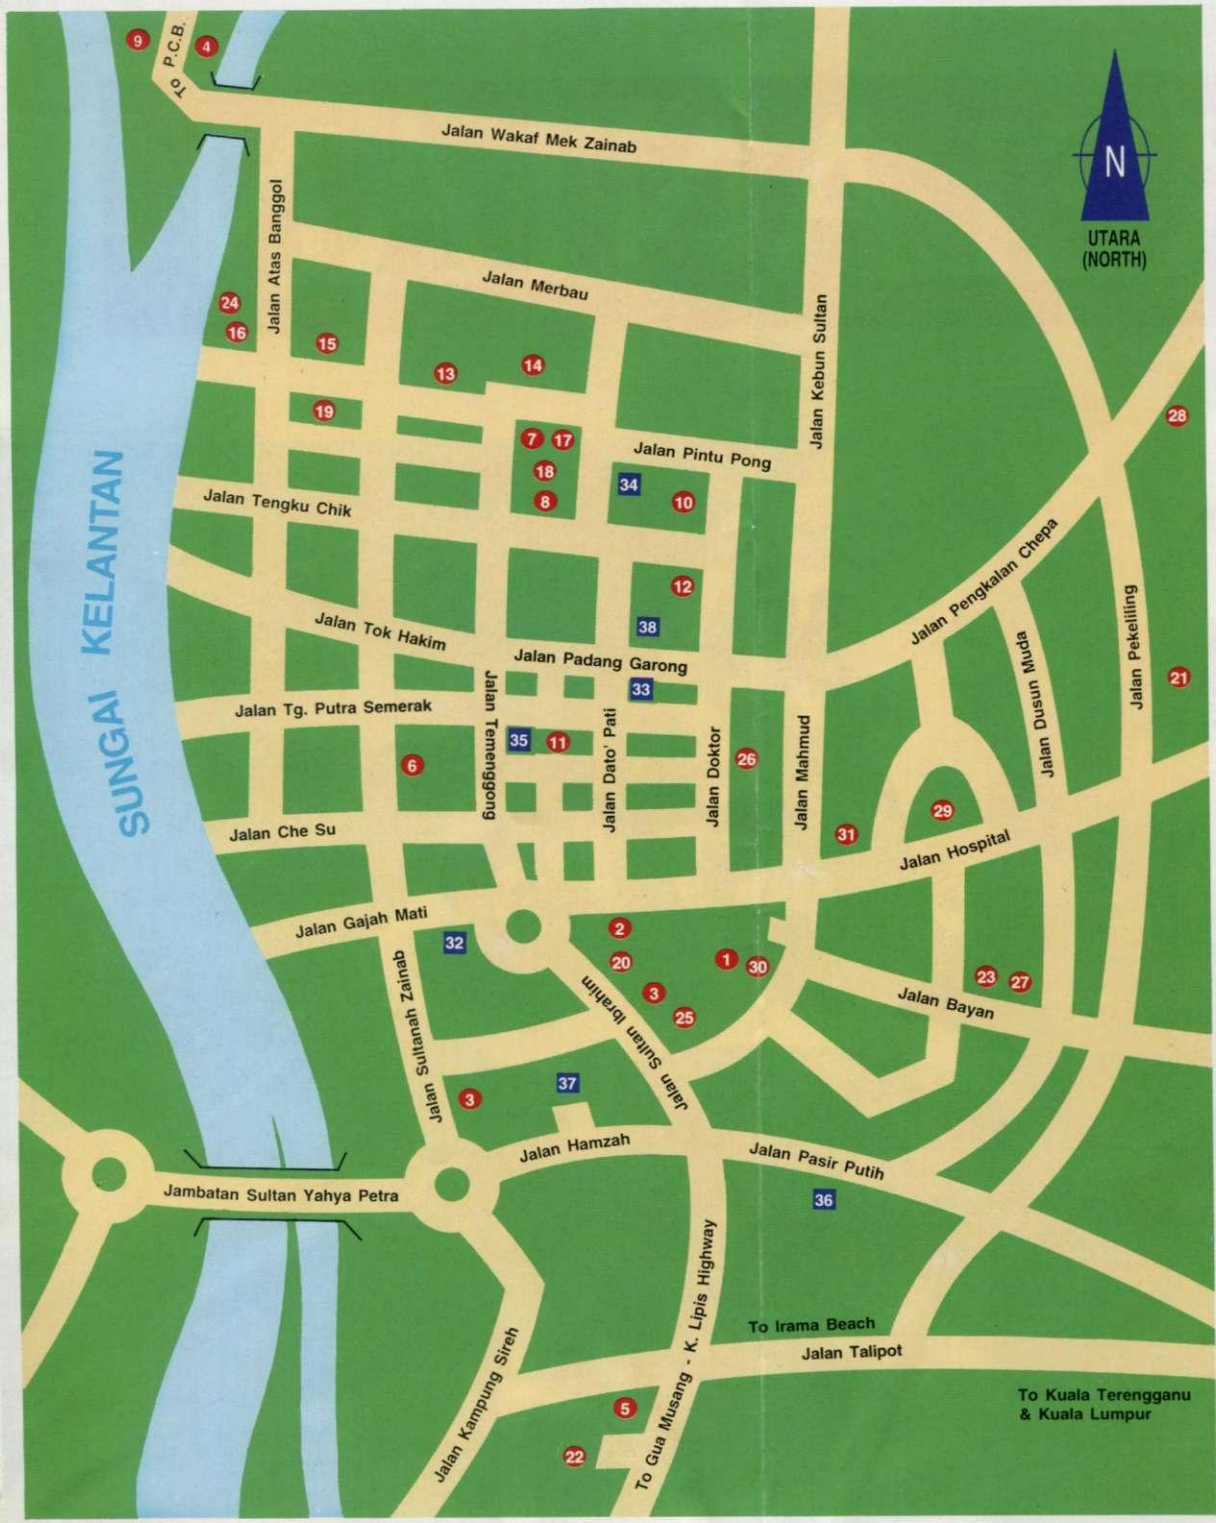 9
To P.C.B.
4
Jalan Wakaf Mek Zainab
N
UTARA
(NORTH)
Jalan Atas Banggol
Jalan Merbau
24
16
15
13
14
Jalan Kebun Sultan
19
7
17
18
8
Jalan Pintu Pong
34
10
28
Jalan Tengku Chik
SUNGAI KELANTAN
12
38
Jalan Pengkalan Chepa
Jalan Tok Hakim
Jalan Padang Garong
33
Jalan Dusun Muda
Jalan Pekeliling
21
Jalan Tg. Putra Semerak
Jalan Temenggong
35
11
Jalan Dato' Pati
Jalan Doktor
26
Jalan Mahmud
6
29
31
Jalan Hospital
Jalan Che Su
Jalan Gajah Mati
32
2
20
1
30
3
25
23
27
Jalan Bayan
Jalan Sultanah Zainab
Jalan Sultan Ibrahim
Jalan
3
37
Jalan Hamzah
Jalan Pasir Putih
36
Jambatan Sultan Yahya Petra
To Gua Musang - K. Lipis Highway
Jalan Kampung Sireh
To Irama Beach
Jalan Talipot
To Kuala Terengganu
& Kuala Lumpur
5
22